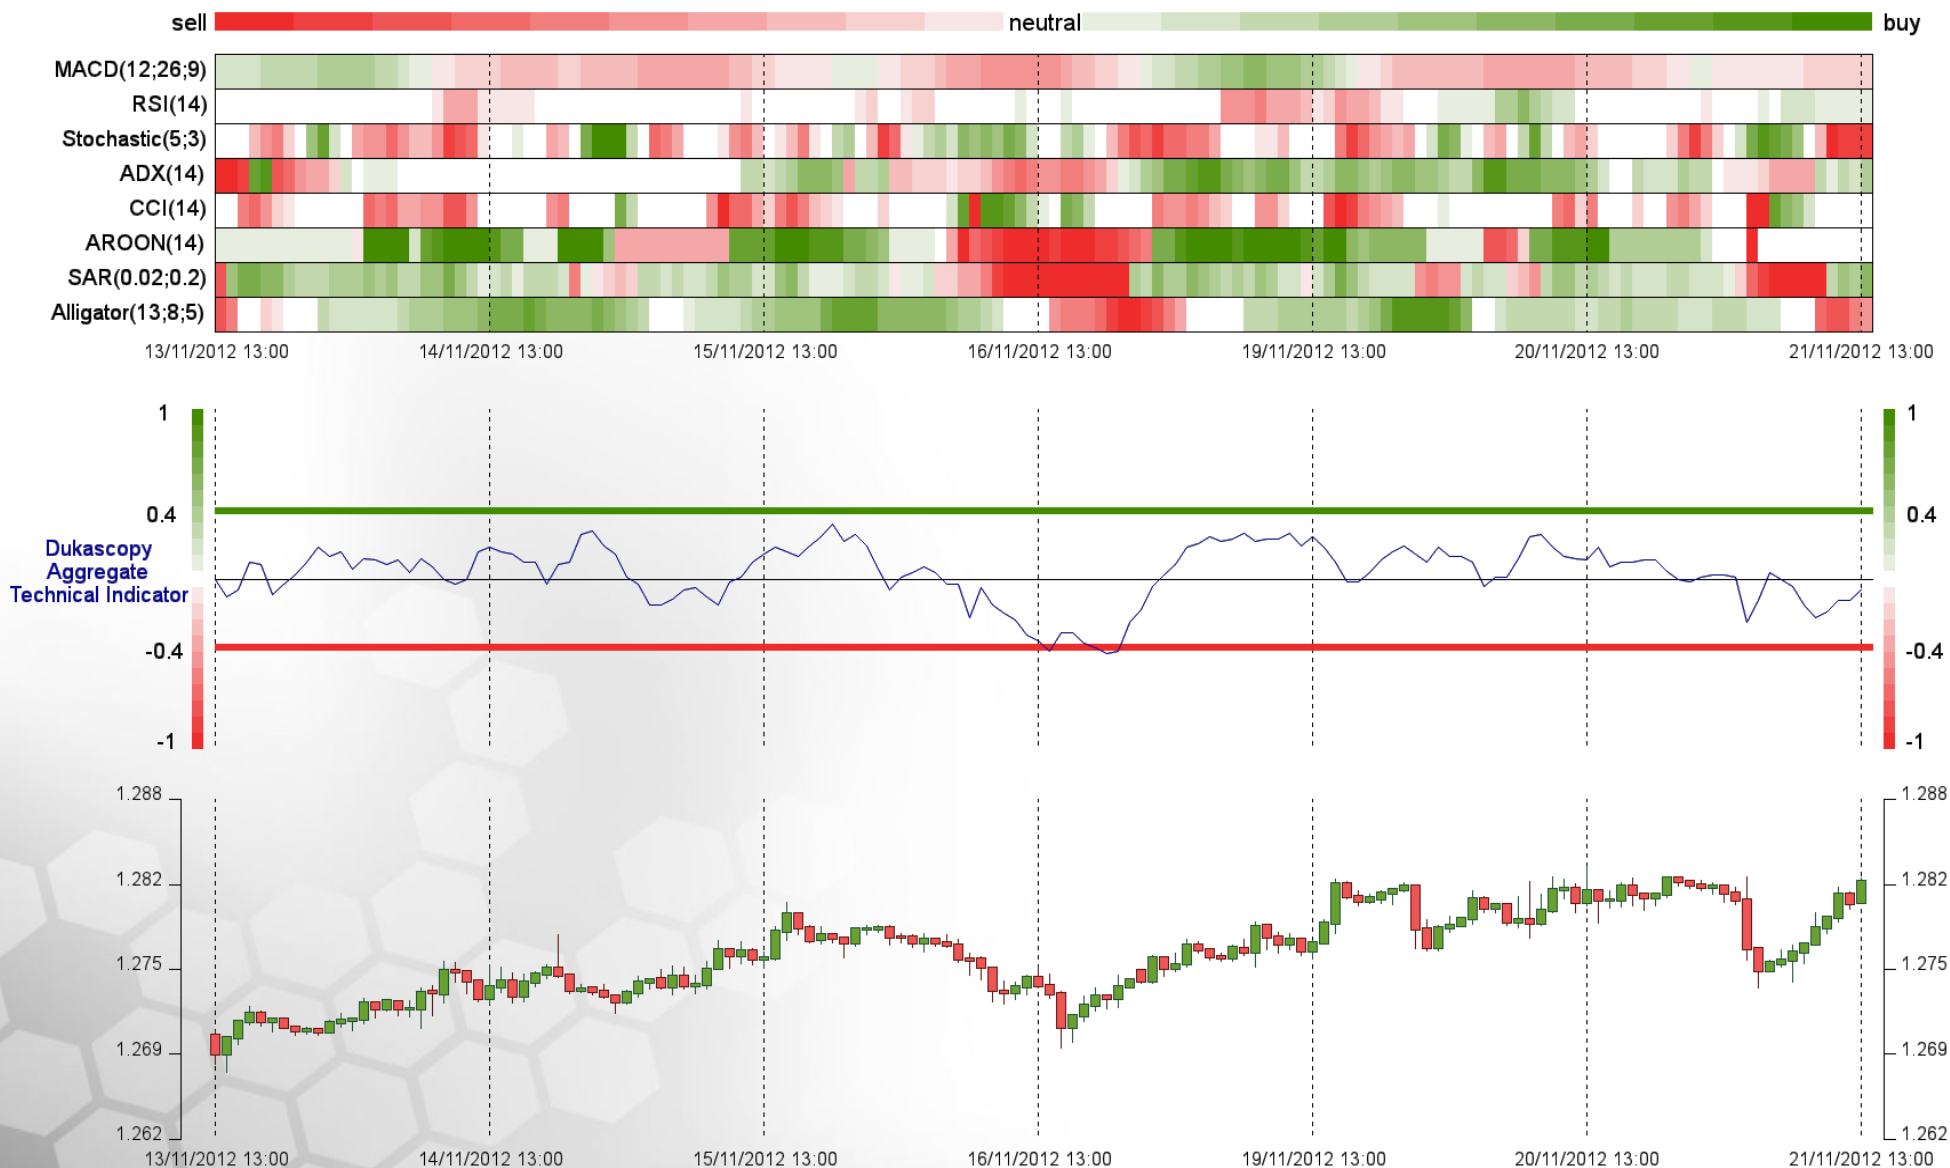 sell neutral buy
MACD(12;26;9)
RSI(14)
Stochastic(5;3)
ADX(14)
CCI(14)
AROON(14)
SAR(0.02;0.2)
Alligator(13;8;5)
13/11/2012 13:00 14/11/2012 13:00 15/11/2012 13:00 16/11/2012 13:00 19/11/2012 13:00 20/11/2012 13:00 21/11/2012 13:00
1 1
0.4 0.4
Dukascopy
Aggregate
Technical Indicator
-0.4 -0.4
-1 -1
1.288 1.288
1.282 1.282
1.275 1.275
1.269 1.269
1.262 1.262
13/11/2012 13:00 14/11/2012 13:00 15/11/2012 13:00 16/11/2012 13:00 19/11/2012 13:00 20/11/2012 13:00 21/11/2012 13:00